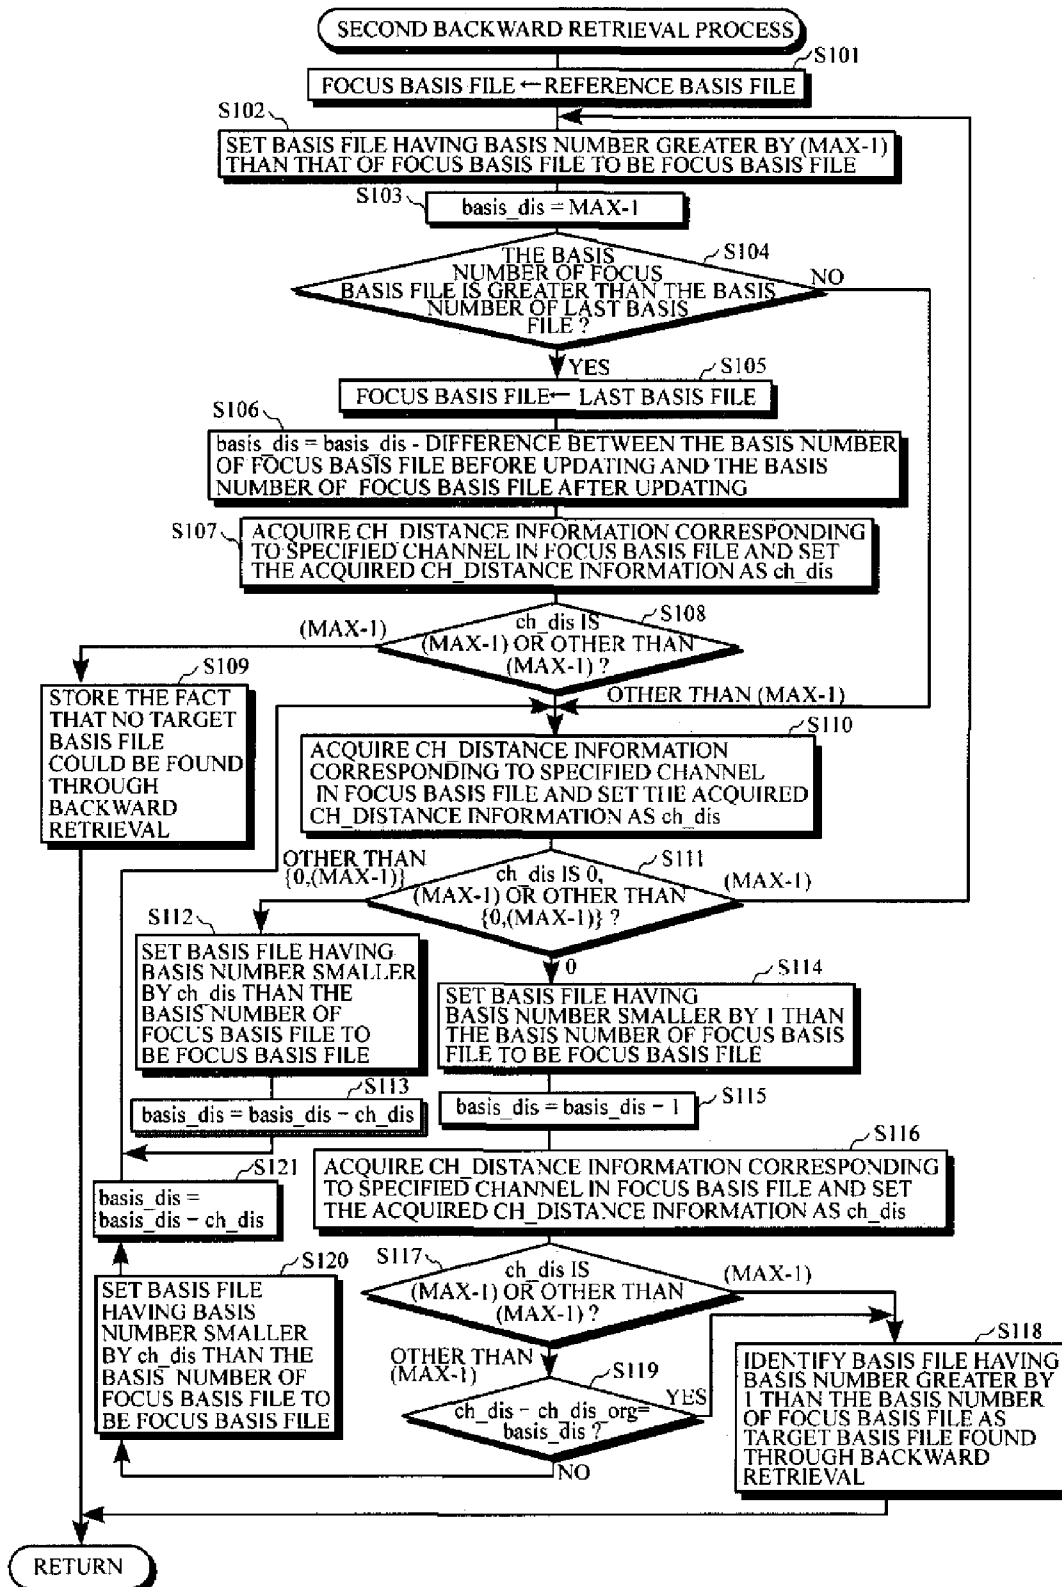 SECOND BACKWARD RETRIEVAL PROCESS
S101
FOCUS BASIS FILE ← REFERENCE BASIS FILE
S102
SET BASIS FILE HAVING BASIS NUMBER GREATER BY (MAX-1)
THAN THAT OF FOCUS BASIS FILE TO BE FOCUS BASIS FILE
S103
basis_dis = MAX-1
S104
THE BASIS
NUMBER OF FOCUS
BASIS FILE IS GREATER THAN THE BASIS
NUMBER OF LAST BASIS
FILE ?
NO
YES
S105
FOCUS BASIS FILE← LAST BASIS FILE
S106
basis_dis = basis_dis - DIFFERENCE BETWEEN THE BASIS NUMBER
OF FOCUS BASIS FILE BEFORE UPDATING AND THE BASIS
NUMBER OF FOCUS BASIS FILE AFTER UPDATING
S107
ACQUIRE CH_DISTANCE INFORMATION CORRESPONDING
TO SPECIFIED CHANNEL IN FOCUS BASIS FILE AND SET
THE ACQUIRED CH_DISTANCE INFORMATION AS ch_dis
S108
ch_dis IS
(MAX-1) OR OTHER THAN
(MAX-1) ?
(MAX-1)
OTHER THAN (MAX-1)
S109
STORE THE FACT
THAT NO TARGET
BASIS FILE
COULD BE FOUND
THROUGH
BACKWARD
RETRIEVAL
S110
ACQUIRE CH_DISTANCE INFORMATION
CORRESPONDING TO SPECIFIED CHANNEL
IN FOCUS BASIS FILE AND SET THE ACQUIRED
CH_DISTANCE INFORMATION AS ch_dis
S111
ch_dis IS 0,
(MAX-1) OR OTHER THAN
{0,(MAX-1)} ?
OTHER THAN
{0,(MAX-1)}
(MAX-1)
0
S112
SET BASIS FILE HAVING
BASIS NUMBER SMALLER
BY ch_dis THAN THE
BASIS NUMBER OF
FOCUS BASIS FILE TO
BE FOCUS BASIS FILE
S113
basis_dis = basis_dis - ch_dis
S114
SET BASIS FILE HAVING
BASIS NUMBER SMALLER BY 1 THAN
THE BASIS NUMBER OF FOCUS BASIS
FILE TO BE FOCUS BASIS FILE
S115
basis_dis = basis_dis - 1
S116
ACQUIRE CH_DISTANCE INFORMATION CORRESPONDING
TO SPECIFIED CHANNEL IN FOCUS BASIS FILE AND SET
THE ACQUIRED CH_DISTANCE INFORMATION AS ch_dis
S117
ch_dis IS
(MAX-1) OR OTHER THAN
(MAX-1) ?
(MAX-1)
OTHER THAN
(MAX-1)
S118
IDENTIFY BASIS FILE HAVING
BASIS NUMBER GREATER BY
1 THAN THE BASIS NUMBER
OF FOCUS BASIS FILE AS
TARGET BASIS FILE FOUND
THROUGH BACKWARD
RETRIEVAL
S119
ch_dis - ch_dis_org=
basis_dis ?
YES
NO
S120
SET BASIS FILE
HAVING BASIS
NUMBER SMALLER
BY ch_dis THAN THE
BASIS NUMBER OF
FOCUS BASIS FILE TO
BE FOCUS BASIS FILE
S121
basis_dis =
basis_dis - ch_dis
RETURN